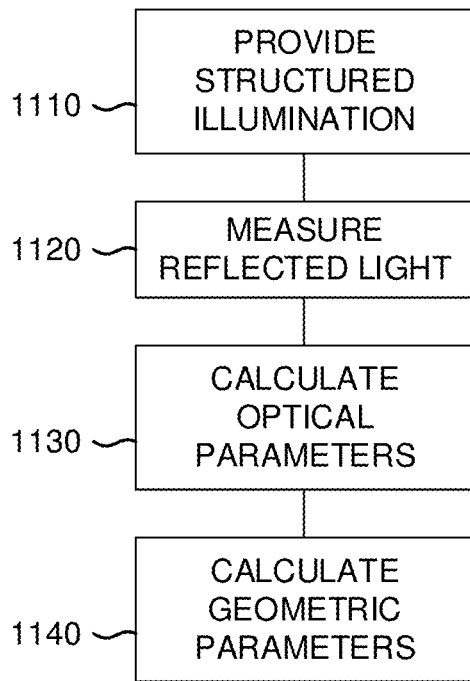 PROVIDE
STRUCTURED
1110
ILLUMINATION
MEASURE
1120
REFLECTED LIGHT
CALCULATE
OPTICAL
1130
PARAMETERS
CALCULATE
GEOMETRIC
1140
PARAMETERS